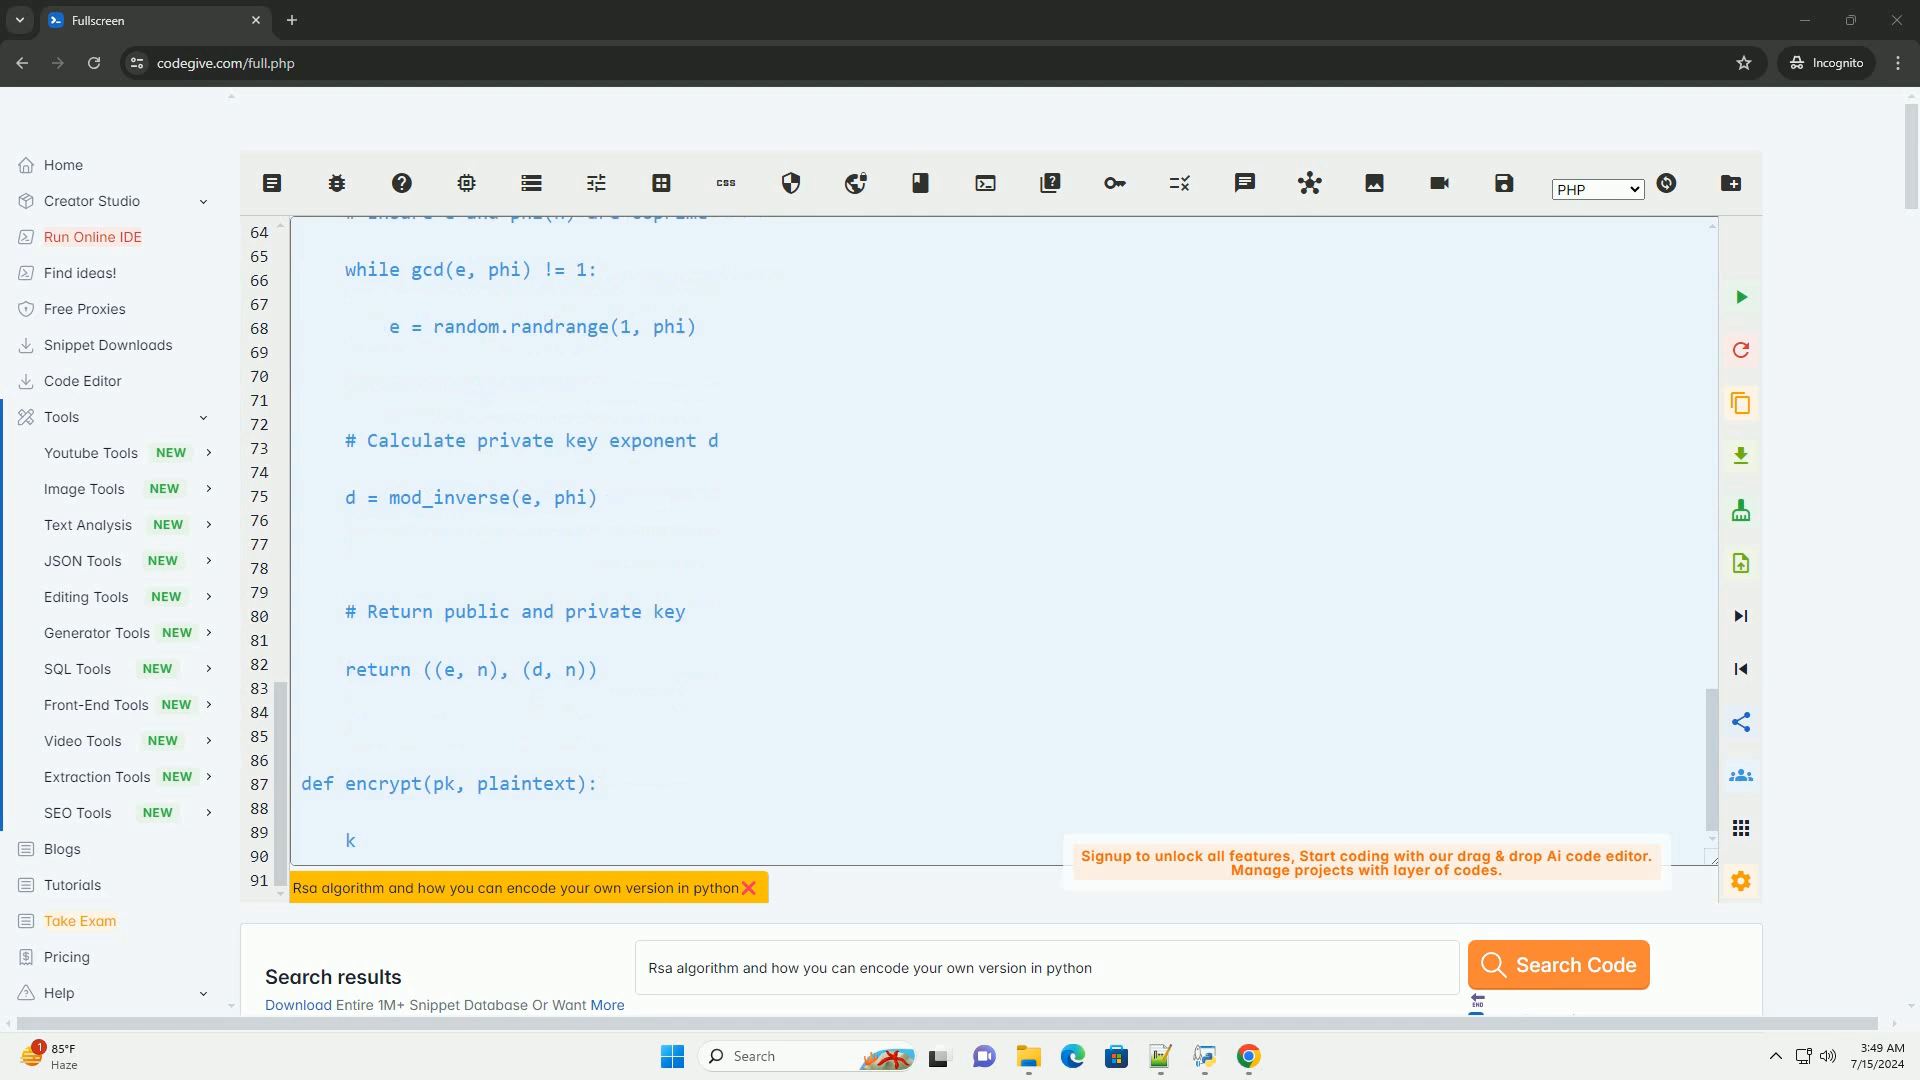 Fullscreen
codegive.com/full.php
Incognito
Home
Creator Studio
Run Online IDE
Find ideas!
Free Proxies
Snippet Downloads
Code Editor
Tools
Youtube Tools NEW
Image Tools NEW
Text Analysis NEW
JSON Tools NEW
Editing Tools NEW
Generator Tools NEW
SQL Tools NEW
Front-End Tools NEW
Video Tools NEW
Extraction Tools NEW
SEO Tools NEW
Blogs
Tutorials
Take Exam
Pricing
Help
CSS
PHP
64
65
66
67
68
69
70
71
72
73
74
75
76
77
78
79
80
81
82
83
84
85
86
87
88
89
90
91
# Ensure e and phi(n) are coprime
while gcd(e, phi) != 1:
e = random.randrange(1, phi)
# Calculate private key exponent d
d = mod_inverse(e, phi)
# Return public and private key
return ((e, n), (d, n))
def encrypt(pk, plaintext):
k
Signup to unlock all features, Start coding with our drag & drop Ai code editor.
Manage projects with layer of codes.
Rsa algorithm and how you can encode your own version in python
Search results
Download Entire 1M+ Snippet Database Or Want More
Rsa algorithm and how you can encode your own version in python
Search Code
END
1
85°F
Haze
Search
3:49 AM
7/15/2024